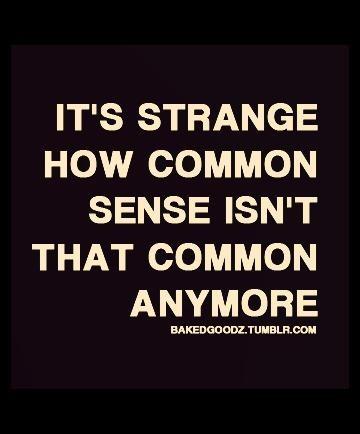 IT'S STRANGE
HOW COMMON
SENSE ISN'T
THAT COMMON
ANYMORE
BAKEDGOODZ.TUMBLR.COM